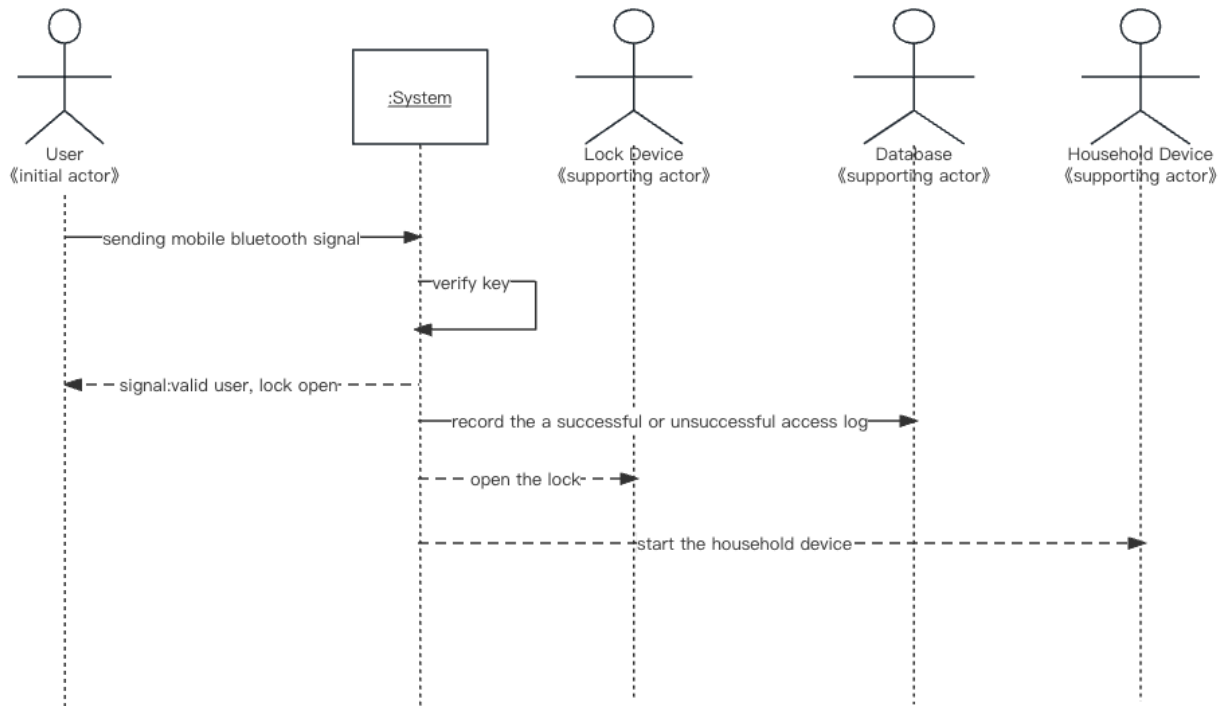 :System
User
《initial actor》
Lock Device
《supporting actor》
Database
《supporting actor》
Household Device
《supporting actor》
sending mobile bluetooth signal
verify key
signal:valid user, lock open
record the a successful or unsuccessful access log
open the lock
start the household device